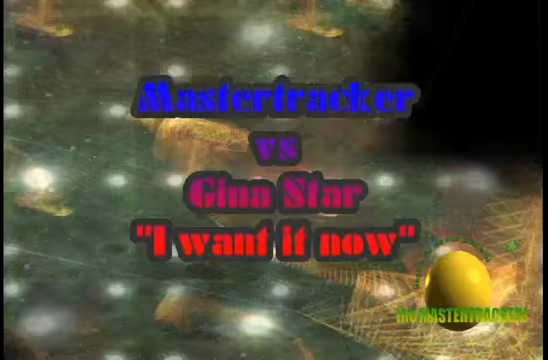 Mastertracker
vs
Gina Star
"I want it now"